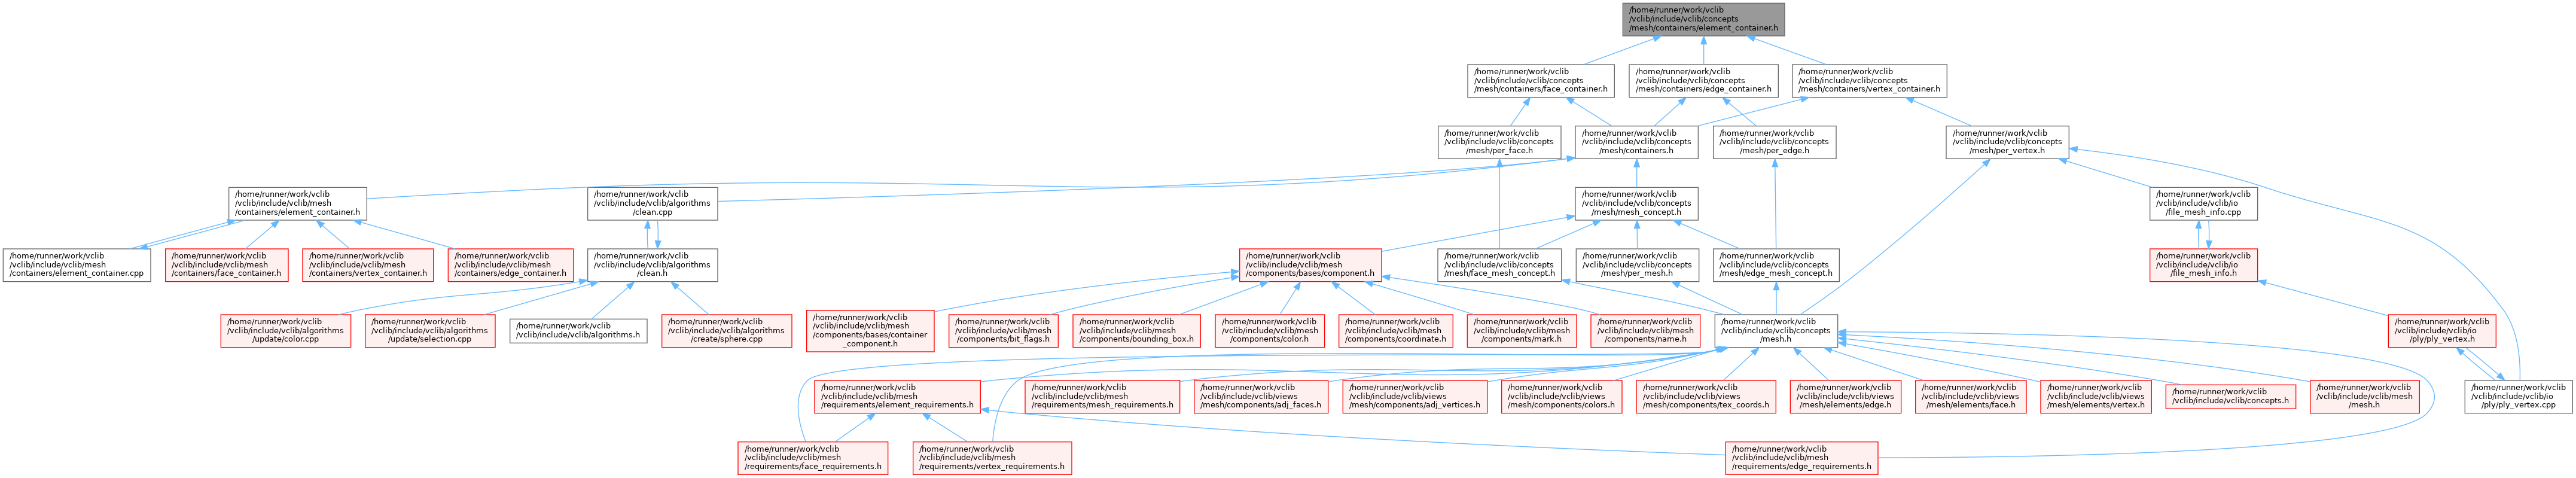 /home/runner/work/vclib
/vclib/include/vclib/concepts
/mesh/containers/element_container.h
/home/runner/work/vclib
/vclib/include/vclib/concepts
/mesh/containers/face_container.h
/home/runner/work/vclib
/vclib/include/vclib/concepts
/mesh/containers/edge_container.h
/home/runner/work/vclib
/vclib/include/vclib/concepts
/mesh/containers/vertex_container.h
/home/runner/work/vclib
/vclib/include/vclib/concepts
/mesh/per_face.h
/home/runner/work/vclib
/vclib/include/vclib/concepts
/mesh/containers.h
/home/runner/work/vclib
/vclib/include/vclib/concepts
/mesh/per_edge.h
/home/runner/work/vclib
/vclib/include/vclib/concepts
/mesh/per_vertex.h
/home/runner/work/vclib
/vclib/include/vclib/mesh
/containers/element_container.h
/home/runner/work/vclib
/vclib/include/vclib/algorithms
/clean.cpp
/home/runner/work/vclib
/vclib/include/vclib/concepts
/mesh/mesh_concept.h
/home/runner/work/vclib
/vclib/include/vclib/io
/file_mesh_info.cpp
/home/runner/work/vclib
/vclib/include/vclib/mesh
/containers/element_container.cpp
/home/runner/work/vclib
/vclib/include/vclib/mesh
/containers/face_container.h
/home/runner/work/vclib
/vclib/include/vclib/mesh
/containers/vertex_container.h
/home/runner/work/vclib
/vclib/include/vclib/mesh
/containers/edge_container.h
/home/runner/work/vclib
/vclib/include/vclib/algorithms
/clean.h
/home/runner/work/vclib
/vclib/include/vclib/mesh
/components/bases/component.h
/home/runner/work/vclib
/vclib/include/vclib/concepts
/mesh/face_mesh_concept.h
/home/runner/work/vclib
/vclib/include/vclib/concepts
/mesh/per_mesh.h
/home/runner/work/vclib
/vclib/include/vclib/concepts
/mesh/edge_mesh_concept.h
/home/runner/work/vclib
/vclib/include/vclib/io
/file_mesh_info.h
/home/runner/work/vclib
/vclib/include/vclib/algorithms
/update/color.cpp
/home/runner/work/vclib
/vclib/include/vclib/algorithms
/update/selection.cpp
/home/runner/work/vclib
/vclib/include/vclib/algorithms.h
/home/runner/work/vclib
/vclib/include/vclib/algorithms
/create/sphere.cpp
/home/runner/work/vclib
/vclib/include/vclib/mesh
/components/bases/container
_component.h
/home/runner/work/vclib
/vclib/include/vclib/mesh
/components/bit_flags.h
/home/runner/work/vclib
/vclib/include/vclib/mesh
/components/bounding_box.h
/home/runner/work/vclib
/vclib/include/vclib/mesh
/components/color.h
/home/runner/work/vclib
/vclib/include/vclib/mesh
/components/coordinate.h
/home/runner/work/vclib
/vclib/include/vclib/mesh
/components/mark.h
/home/runner/work/vclib
/vclib/include/vclib/mesh
/components/name.h
/home/runner/work/vclib
/vclib/include/vclib/concepts
/mesh.h
/home/runner/work/vclib
/vclib/include/vclib/io
/ply/ply_vertex.h
/home/runner/work/vclib
/vclib/include/vclib/mesh
/requirements/element_requirements.h
/home/runner/work/vclib
/vclib/include/vclib/mesh
/requirements/mesh_requirements.h
/home/runner/work/vclib
/vclib/include/vclib/views
/mesh/components/adj_faces.h
/home/runner/work/vclib
/vclib/include/vclib/views
/mesh/components/adj_vertices.h
/home/runner/work/vclib
/vclib/include/vclib/views
/mesh/components/colors.h
/home/runner/work/vclib
/vclib/include/vclib/views
/mesh/components/tex_coords.h
/home/runner/work/vclib
/vclib/include/vclib/views
/mesh/elements/edge.h
/home/runner/work/vclib
/vclib/include/vclib/views
/mesh/elements/face.h
/home/runner/work/vclib
/vclib/include/vclib/views
/mesh/elements/vertex.h
/home/runner/work/vclib
/vclib/include/vclib/concepts.h
/home/runner/work/vclib
/vclib/include/vclib/mesh
/mesh.h
/home/runner/work/vclib
/vclib/include/vclib/io
/ply/ply_vertex.cpp
/home/runner/work/vclib
/vclib/include/vclib/mesh
/requirements/face_requirements.h
/home/runner/work/vclib
/vclib/include/vclib/mesh
/requirements/vertex_requirements.h
/home/runner/work/vclib
/vclib/include/vclib/mesh
/requirements/edge_requirements.h